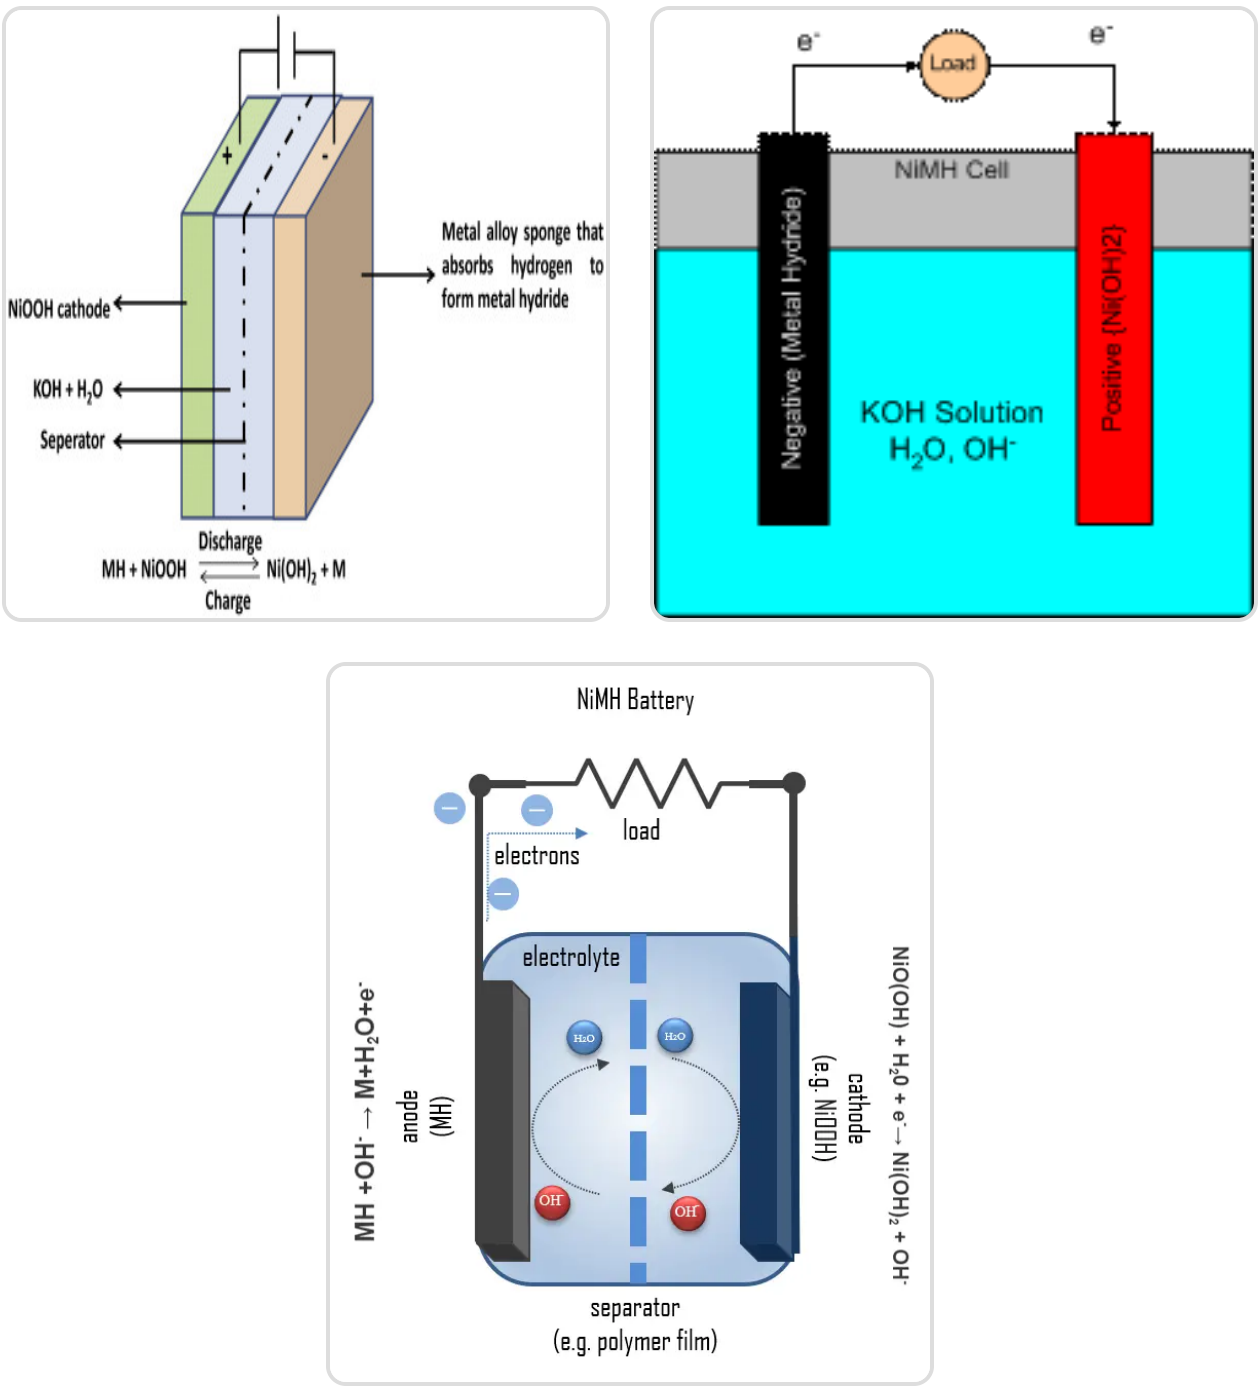 +
-
Metal alloy sponge that
absorbs hydrogen to
form metal hydride
NiOOH cathode
KOH + H₂O
Seperator
Discharge
MH + NiOOH ⇌ Ni(OH)₂ + M
Charge
e⁻
e⁻
Load
NiMH Cell
Negative (Metal Hydride)
Positive {Ni(OH)2}
KOH Solution
H₂O, OH⁻
NiMH Battery
load
electrons
electrolyte
H₂O
H₂O
OH⁻
OH⁻
MH +OH⁻ → M+H₂O+e⁻
anode
(MH)
cathode
(e.g. NiOOH)
NiO(OH) + H₂0 + e⁻→ Ni(OH)₂ + OH⁻
separator
(e.g. polymer film)